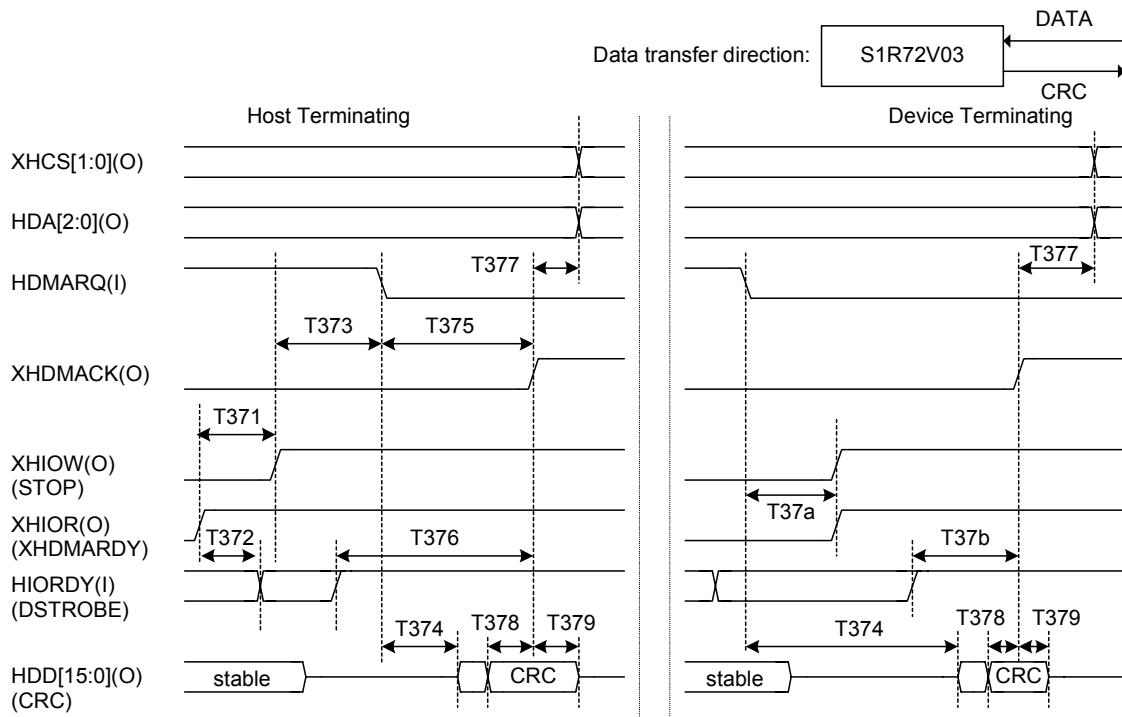 DATA
Data transfer direction: S1R72V03
CRC
Host Terminating Device Terminating
XHCS[1:0](O)
HDA[2:0](O)
T377 T377
HDMARQ(I)
T373 T375
XHDMACK(O)
T371
XHIOW(O)
(STOP)
T37a
XHIOR(O)
(XHDMARDY)
T372 T376 T37b
HIORDY(I)
(DSTROBE)
T374 T378 T379 T374 T378 T379
HDD[15:0](O) stable CRC stable CRC
(CRC)